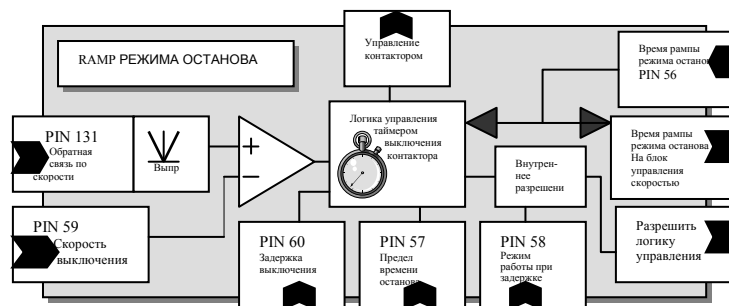 RAMP РЕЖИМА ОСТАНОВА
Управление
контактором
Время рампы
режима останов
PIN 56
PIN 131
Обратная
связь по
скорости
Выпр
Логика управления
таймером
выключения
контактора
Внутрен-
нее
разрешени
Время рампы
режима останова
На блок
управления
скоростью
PIN 59
Скорость
выключения
PIN 60
Задержка
выключения
PIN 57
Предел
времени
останова
PIN 58
Режим
работы при
задержке
Разрешить
логику
управления